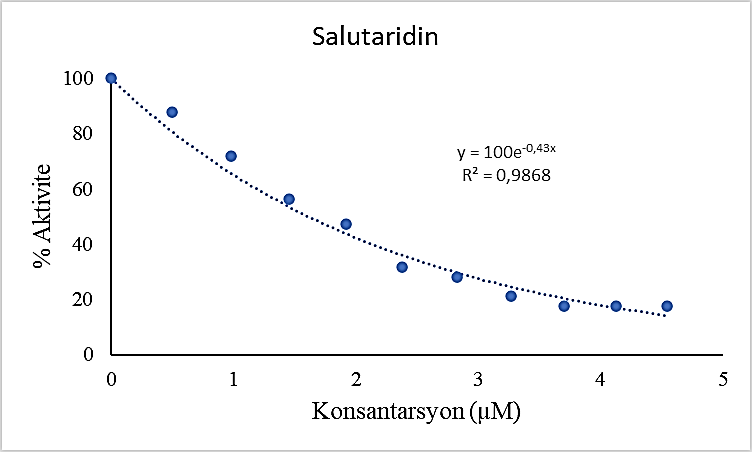 Salutaridin
100
80
60
40
20
0
% Aktivite
y = 100e-0,43x
R² = 0,9868
0 1 2 3 4 5
Konsantarsyon (µM)